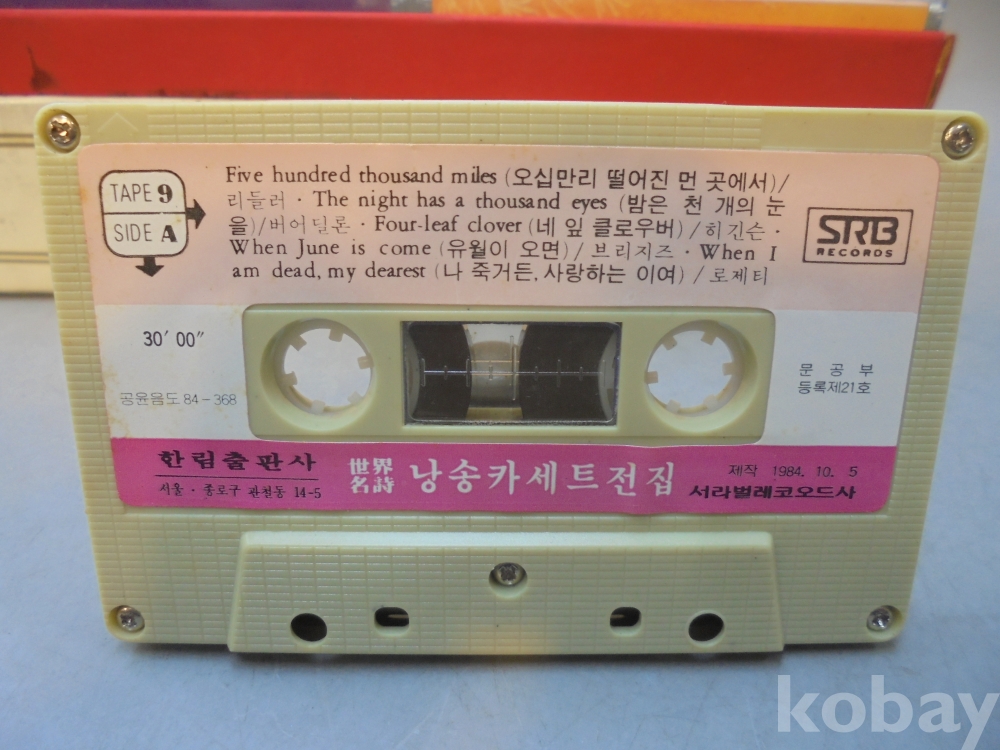 TAPE 9
SIDE A
Five hundred thousand miles (오십만리 떨어진 먼 곳에서)/
리들러 · The night has a thousand eyes (밤은 천 개의 눈
을)/버어딜론 · Four-leaf clover (네 잎 클로우버)/히긴슨 ·
When June is come (유월이 오면)/브리지즈 · When I
am dead, my dearest (나 죽거든, 사랑하는 이여)/로제티
SRB
RECORDS
30′ 00″
공윤음도 84-368
문공부
등록제21호
한림출판사
서울 · 종로구 관철동 14-5
世界
名詩
낭송카세트전집
제작 1984. 10. 5
서라벌레코오드사
kobay